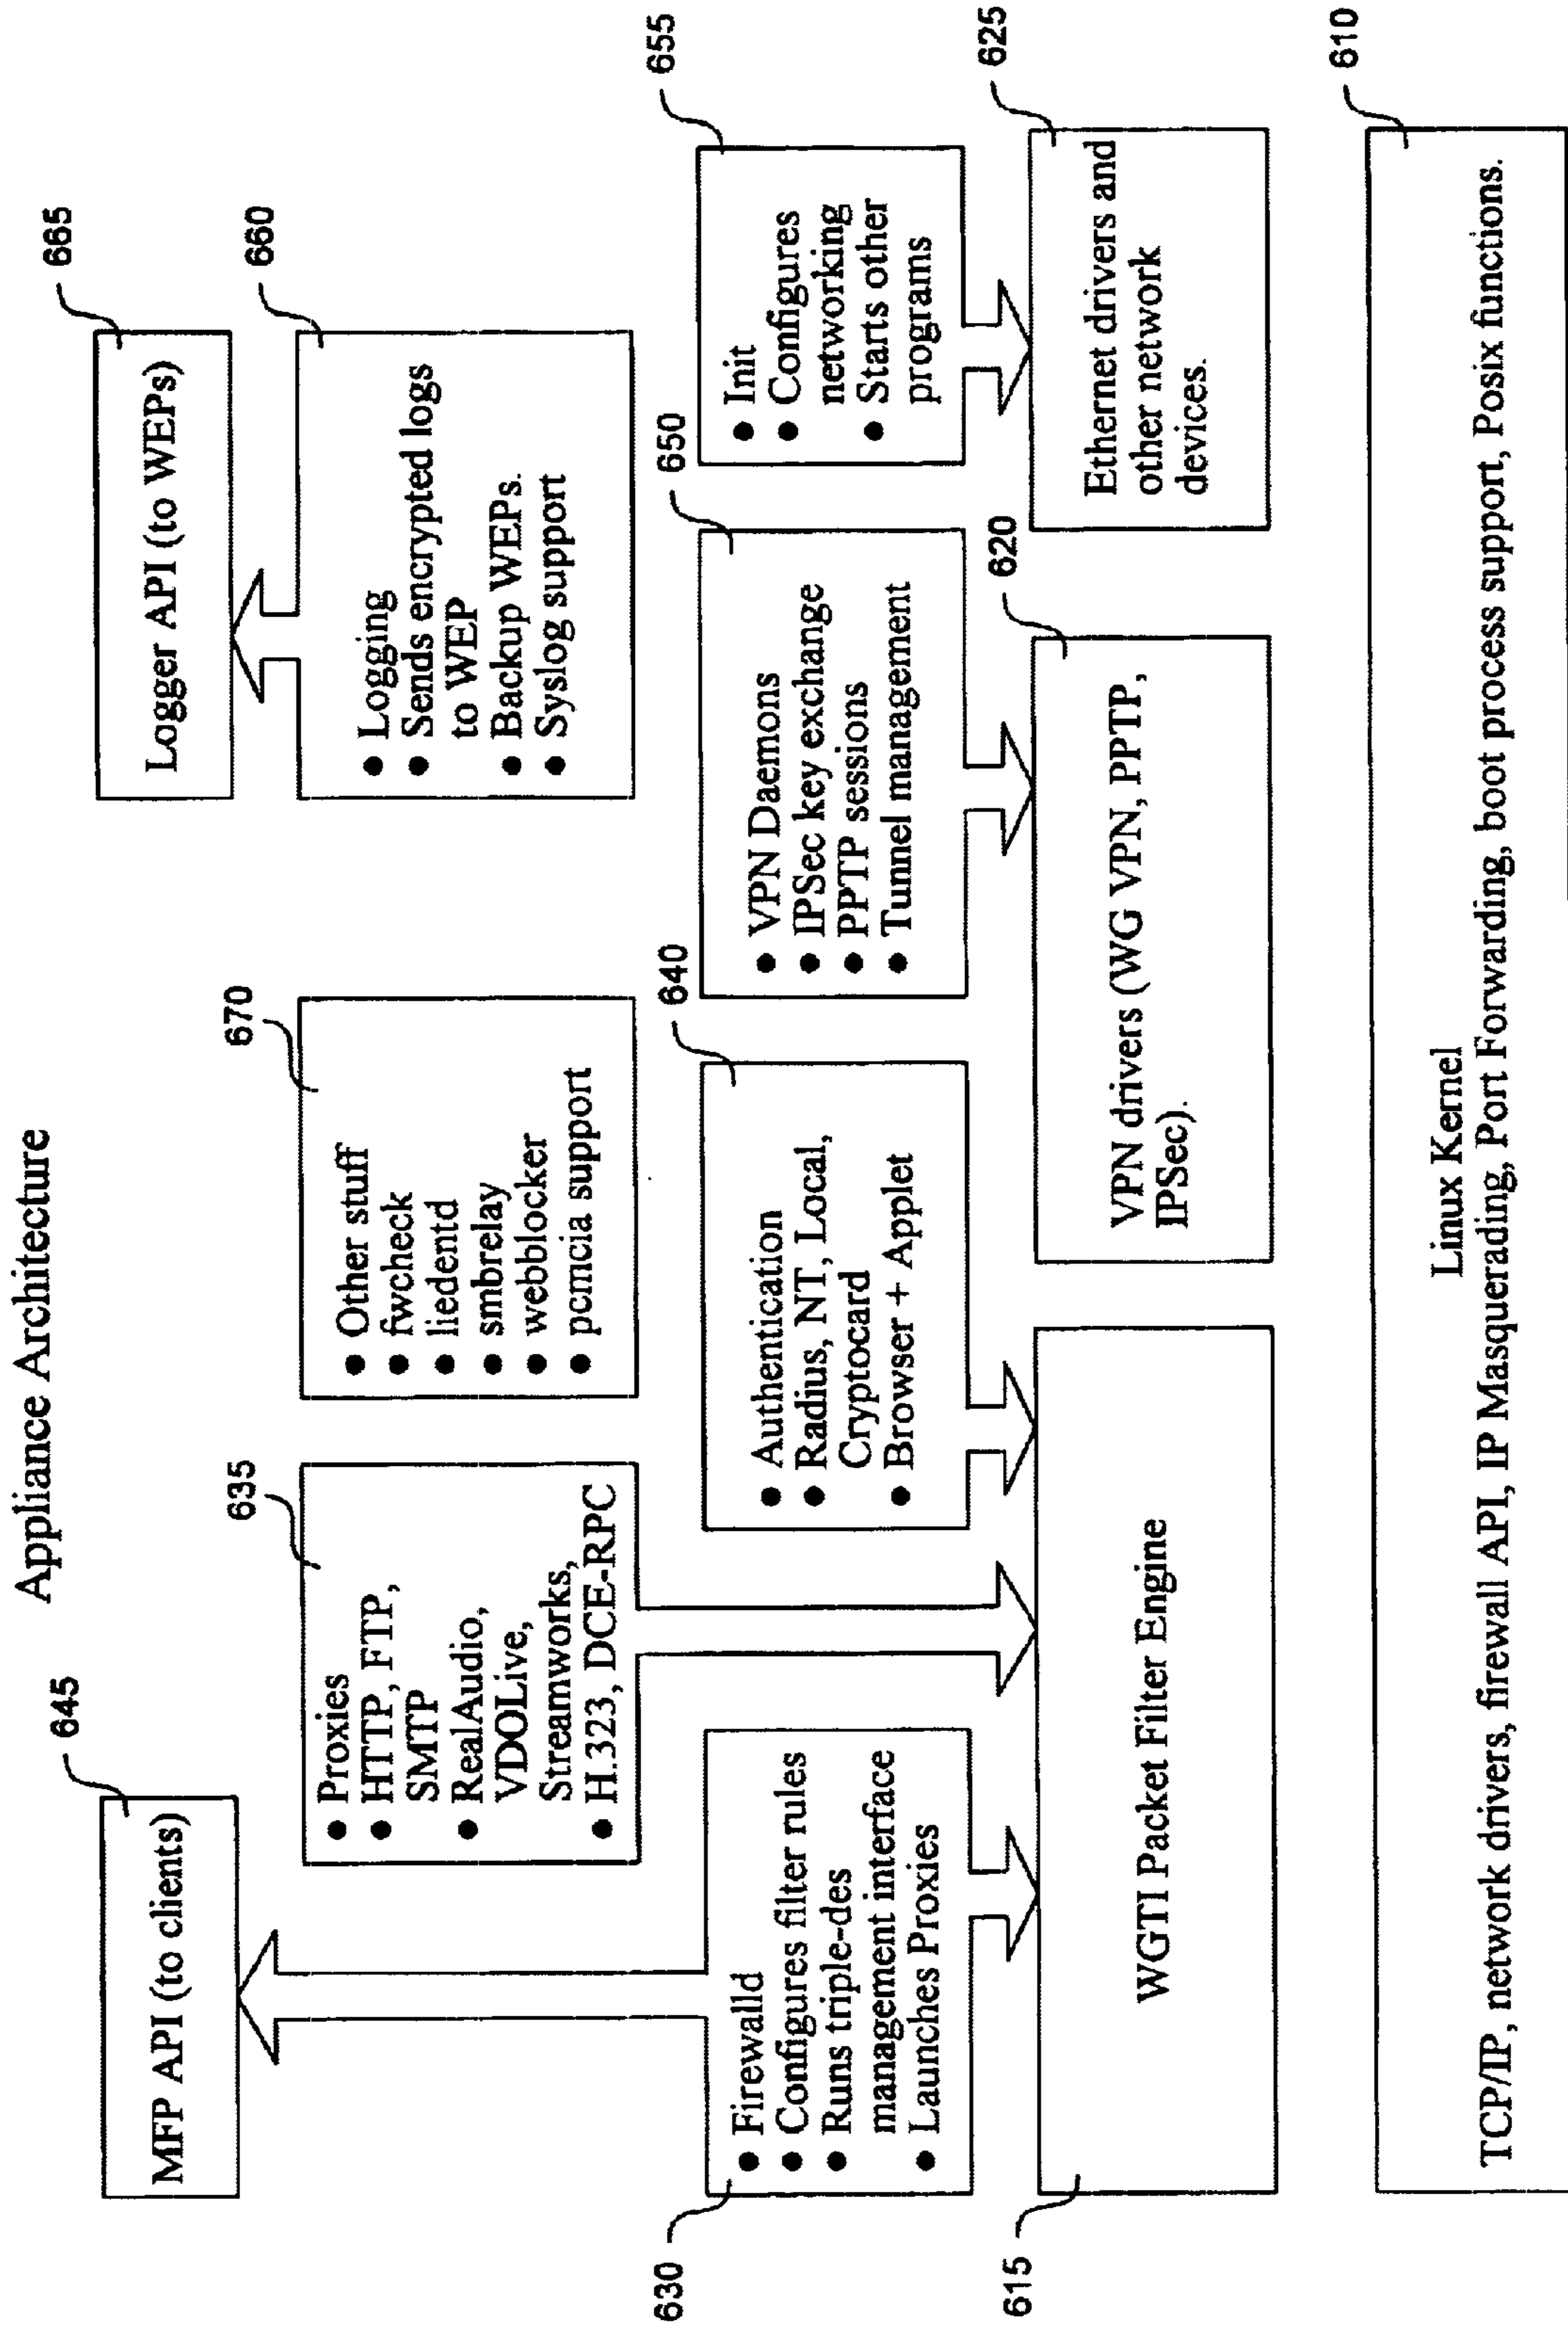 Appliance Architecture
645
MFP API (to clients)
665
Logger API (to WEPs)
635
● Proxies
● HTTP, FTP,
SMTP
● RealAudio,
VDOLive,
Streamworks,
● H.323, DCE-RPC
670
● Other stuff
● fwcheck
● liedentd
● smbrelay
● webblocker
● pcmcia support
660
● Logging
● Sends encrypted logs
to WEP
● Backup WEPs.
● Syslog support
630
● Firewalld
● Configures filter rules
● Runs triple-des
management interface
● Launches Proxies
640
● Authentication
● Radius, NT, Local,
Cryptocard
● Browser + Applet
650
● VPN Daemons
● IPSec key exchange
● PPTP sessions
● Tunnel management
655
● Init
● Configures
networking
● Starts other
programs
615
WGTI Packet Filter Engine
620
VPN drivers (WG VPN, PPTP,
IPSec).
625
Ethernet drivers and
other network
devices.
610
Linux Kernel
TCP/IP, network drivers, firewall API, IP Masquerading, Port Forwarding, boot process support, Posix functions.